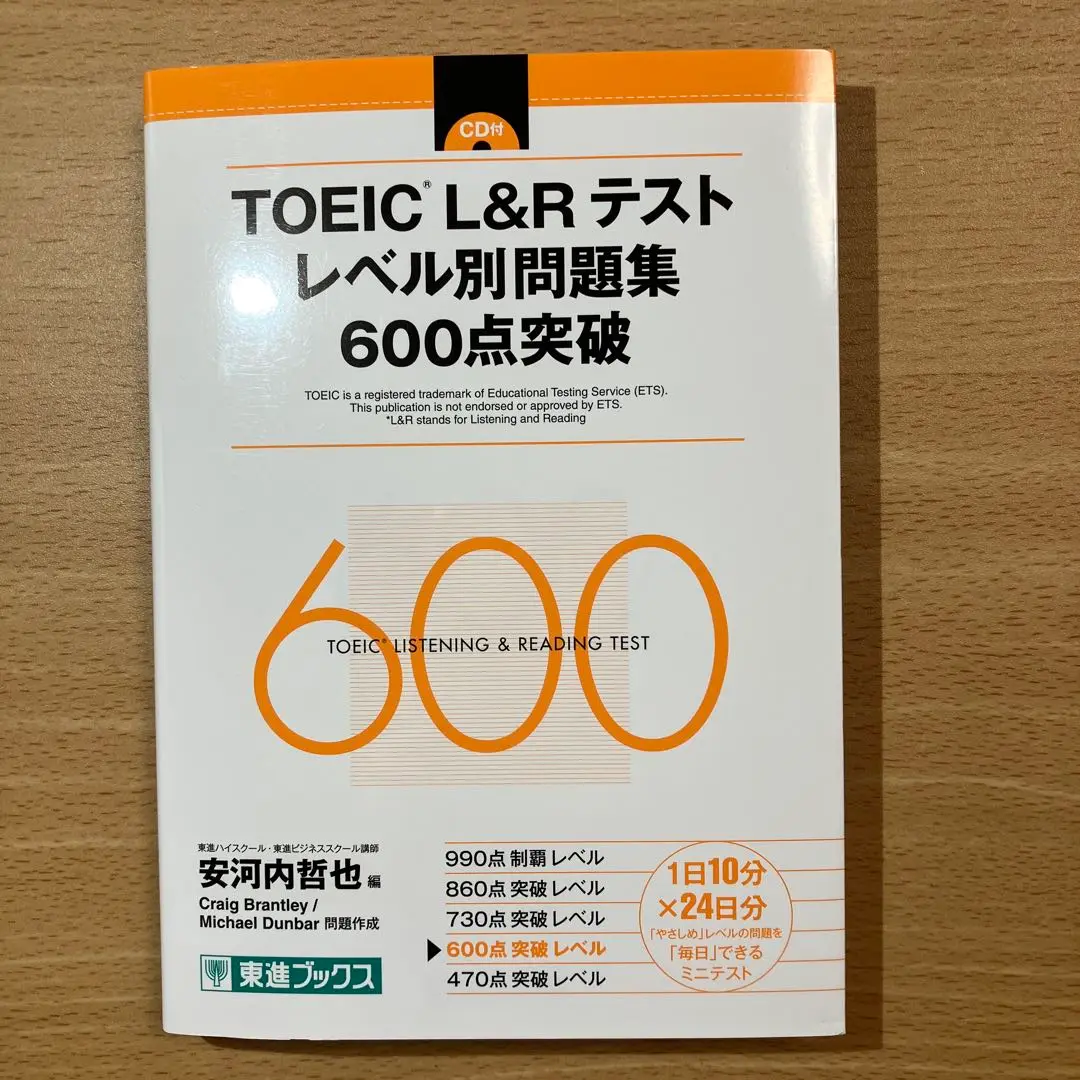 CD付
TOEIC® L&R テスト
レベル別問題集
600点突破
TOEIC is a registered trademark of Educational Testing Service (ETS).
This publication is not endorsed or approved by ETS.
*L&R stands for Listening and Reading
600
TOEIC® LISTENING & READING TEST
東進ハイスクール・東進ビジネススクール講師
安河内哲也 編
Craig Brantley /
Michael Dunbar 問題作成
東進ブックス
990点 制覇 レベル
860点 突破 レベル
730点 突破 レベル
▶600点 突破 レベル
470点 突破 レベル
1日10分
×24日分
「やさしめ」レベルの問題を
「毎日」できる
ミニテスト